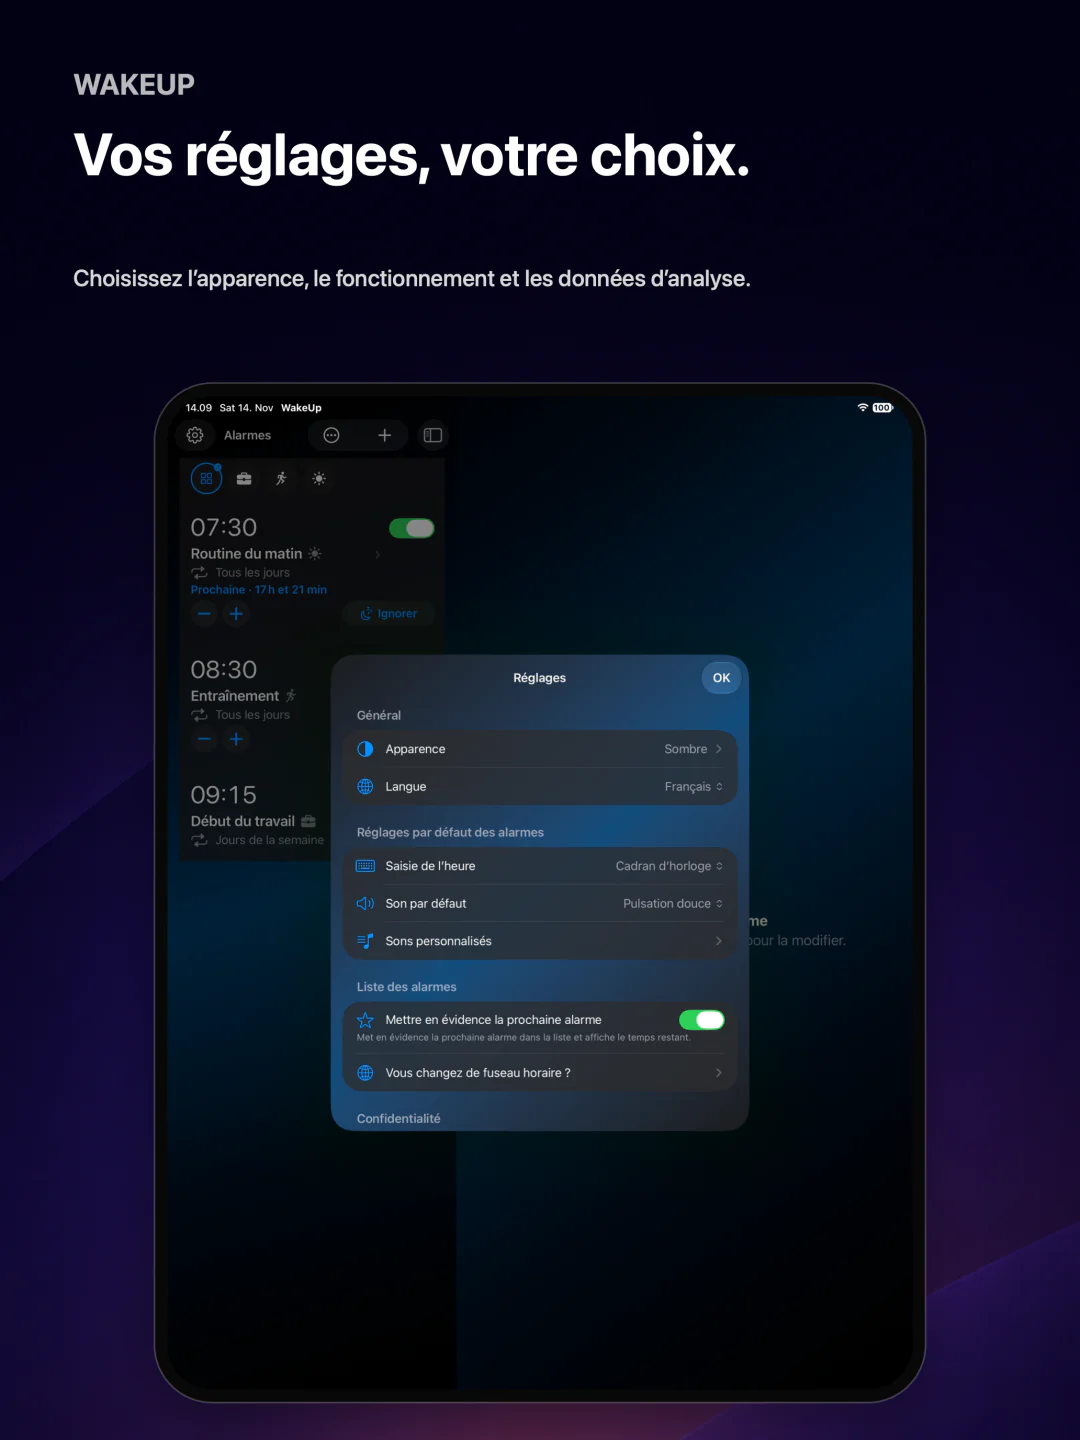 WAKEUP
Vos réglages, votre choix.
Choisissez l’apparence, le fonctionnement et les données d’analyse.
14.09 Sat 14. Nov WakeUp
100
Alarmes
07:30
Routine du matin
Tous les jours
Prochaine · 17 h et 21 min
Ignorer
08:30
Entraînement
Tous les jours
09:15
Début du travail
Jours de la semaine
me
pour la modifier.
Réglages
OK
Général
Apparence Sombre
Langue Français
Réglages par défaut des alarmes
Saisie de l’heure Cadran d’horloge
Son par défaut Pulsation douce
Sons personnalisés
Liste des alarmes
Mettre en évidence la prochaine alarme
Met en évidence la prochaine alarme dans la liste et affiche le temps restant.
Vous changez de fuseau horaire ?
Confidentialité